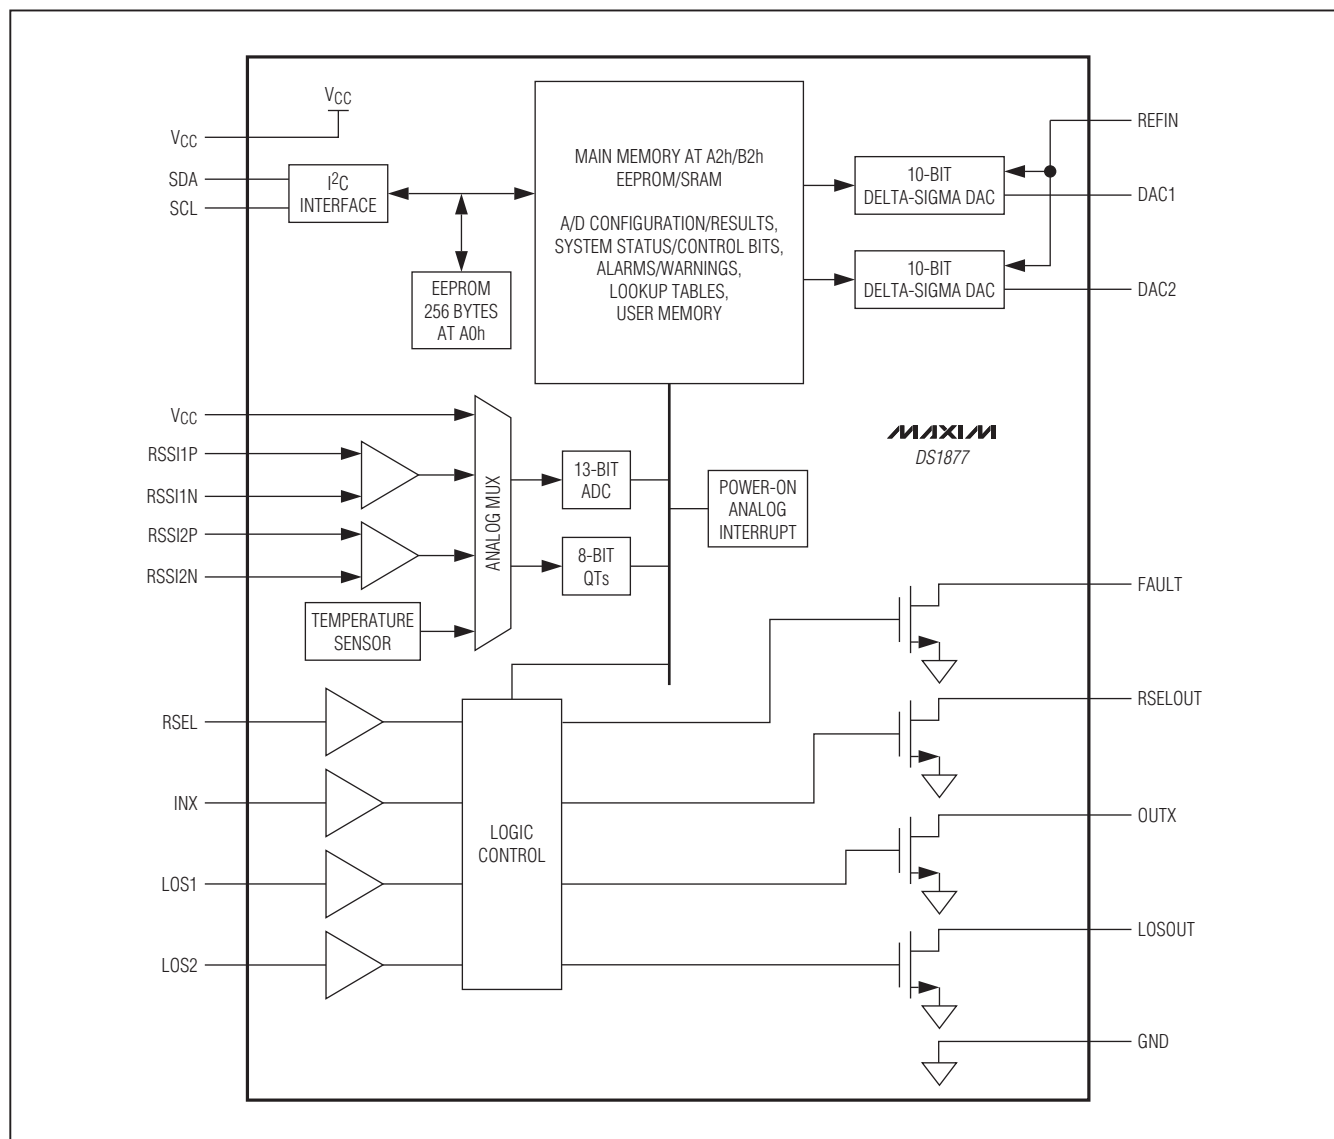 VCC
VCC
SDA
SCL
I2C
INTERFACE
EEPROM
256 BYTES
AT A0h
MAIN MEMORY AT A2h/B2h
EEPROM/SRAM
A/D CONFIGURATION/RESULTS,
SYSTEM STATUS/CONTROL BITS,
ALARMS/WARNINGS,
LOOKUP TABLES,
USER MEMORY
10-BIT
DELTA-SIGMA DAC
10-BIT
DELTA-SIGMA DAC
REFIN
DAC1
DAC2
VCC
RSSI1P
RSSI1N
RSSI2P
RSSI2N
TEMPERATURE
SENSOR
ANALOG MUX
13-BIT
ADC
8-BIT
QTs
POWER-ON
ANALOG
INTERRUPT
MAXIM
DS1877
RSEL
INX
LOS1
LOS2
LOGIC
CONTROL
FAULT
RSELOUT
OUTX
LOSOUT
GND